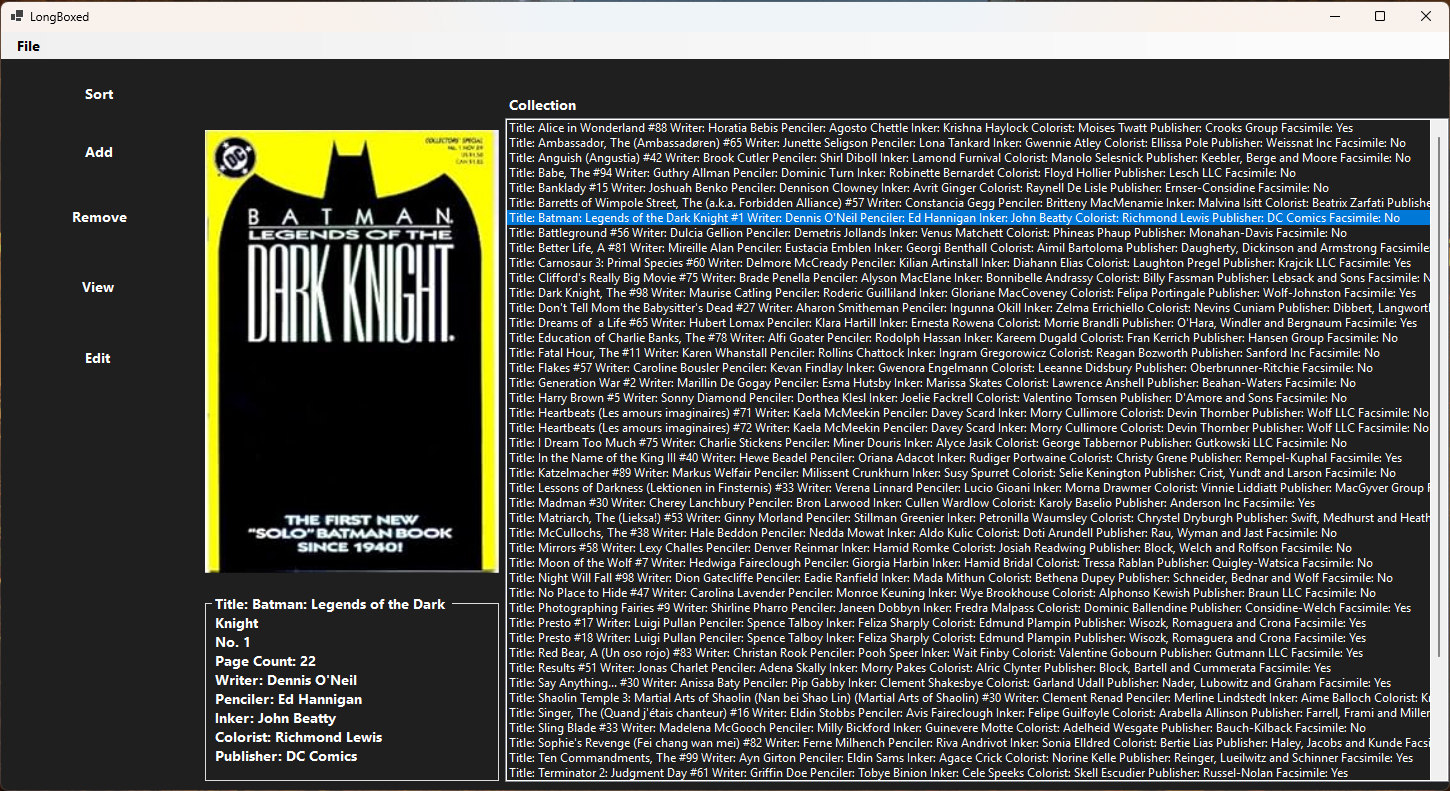 LongBoxed
File
Sort
Add
Remove
View
Edit
DC
COLLECTORS' SPECIAL
NO. 1 NOV 89
US $1.50
CAN $1.85
BATMAN
LEGENDS OF THE
DARK KNIGHT.
THE FIRST NEW
"SOLO" BATMAN BOOK
SINCE 1940!
Title: Batman: Legends of the Dark
Knight
No. 1
Page Count: 22
Writer: Dennis O'Neil
Penciler: Ed Hannigan
Inker: John Beatty
Colorist: Richmond Lewis
Publisher: DC Comics
Collection
Title: Alice in Wonderland #88 Writer: Horatia Bebis Penciler: Agosto Chettle Inker: Krishna Haylock Colorist: Moises Twatt Publisher: Crooks Group Facsimile: Yes
Title: Ambassador, The (Ambassadøren) #65 Writer: Junette Seligson Penciler: Lona Tankard Inker: Gwennie Atley Colorist: Ellissa Pole Publisher: Weissnat Inc Facsimile: No
Title: Anguish (Angustia) #42 Writer: Brook Cutler Penciler: Shirl Diboll Inker: Lamond Furnival Colorist: Manolo Selesnick Publisher: Keebler, Berge and Moore Facsimile: No
Title: Babe, The #94 Writer: Guthry Allman Penciler: Dominic Turn Inker: Robinette Bernardet Colorist: Floyd Hollier Publisher: Lesch LLC Facsimile: No
Title: Banklady #15 Writer: Joshuah Benko Penciler: Dennison Clowney Inker: Avrit Ginger Colorist: Raynell De Lisle Publisher: Ernser-Considine Facsimile: No
Title: Barretts of Wimpole Street, The (a.k.a. Forbidden Alliance) #57 Writer: Constancia Gegg Penciler: Britteny MacMenamie Inker: Malvina Isitt Colorist: Beatrix Zarfati Publishe
Title: Batman: Legends of the Dark Knight #1 Writer: Dennis O'Neil Penciler: Ed Hannigan Inker: John Beatty Colorist: Richmond Lewis Publisher: DC Comics Facsimile: No
Title: Battleground #56 Writer: Dulcia Gellion Penciler: Demetris Jollands Inker: Venus Matchett Colorist: Phineas Phaup Publisher: Monahan-Davis Facsimile: No
Title: Better Life, A #81 Writer: Mireille Alan Penciler: Eustacia Emblen Inker: Georgi Benthall Colorist: Aimil Bartoloma Publisher: Daugherty, Dickinson and Armstrong Facsimile:
Title: Carnosaur 3: Primal Species #60 Writer: Delmore McCready Penciler: Kilian Artinstall Inker: Diahann Elias Colorist: Laughton Pregel Publisher: Krajcik LLC Facsimile: Yes
Title: Clifford's Really Big Movie #75 Writer: Brade Penella Penciler: Alyson MacElane Inker: Bonnibelle Andrassy Colorist: Billy Fassman Publisher: Lebsack and Sons Facsimile: N
Title: Dark Knight, The #98 Writer: Maurise Catling Penciler: Roderic Guilliland Inker: Gloriane MacCoveney Colorist: Felipa Portingale Publisher: Wolf-Johnston Facsimile: Yes
Title: Don't Tell Mom the Babysitter's Dead #27 Writer: Aharon Smitheman Penciler: Ingunna Okill Inker: Zelma Errichiello Colorist: Nevins Cuniam Publisher: Dibbert, Langwort
Title: Dreams of  a Life #65 Writer: Hubert Lomax Penciler: Klara Hartill Inker: Ernesta Rowena Colorist: Morrie Brandli Publisher: O'Hara, Windler and Bergnaum Facsimile: Yes
Title: Education of Charlie Banks, The #78 Writer: Alfi Goater Penciler: Rodolph Hassan Inker: Kareem Dugald Colorist: Fran Kerrich Publisher: Hansen Group Facsimile: No
Title: Fatal Hour, The #11 Writer: Karen Whanstall Penciler: Rollins Chattock Inker: Ingram Gregorowicz Colorist: Reagan Bozworth Publisher: Sanford Inc Facsimile: No
Title: Flakes #57 Writer: Caroline Bousler Penciler: Kevan Findlay Inker: Gwenora Engelmann Colorist: Leeanne Didsbury Publisher: Oberbrunner-Ritchie Facsimile: No
Title: Generation War #2 Writer: Marillin De Gogay Penciler: Esma Hutsby Inker: Marissa Skates Colorist: Lawrence Anshell Publisher: Beahan-Waters Facsimile: No
Title: Harry Brown #5 Writer: Sonny Diamond Penciler: Dorthea Klesl Inker: Joelie Fackrell Colorist: Valentino Tomsen Publisher: D'Amore and Sons Facsimile: No
Title: Heartbeats (Les amours imaginaires) #71 Writer: Kaela McMeekin Penciler: Davey Scard Inker: Morry Cullimore Colorist: Devin Thornber Publisher: Wolf LLC Facsimile: No
Title: Heartbeats (Les amours imaginaires) #72 Writer: Kaela McMeekin Penciler: Davey Scard Inker: Morry Cullimore Colorist: Devin Thornber Publisher: Wolf LLC Facsimile: No
Title: I Dream Too Much #75 Writer: Charlie Stickens Penciler: Miner Douris Inker: Alyce Jasik Colorist: George Tabbernor Publisher: Gutkowski LLC Facsimile: No
Title: In the Name of the King III #40 Writer: Hewe Beadel Penciler: Oriana Adacot Inker: Rudiger Portwaine Colorist: Christy Grene Publisher: Rempel-Kuphal Facsimile: Yes
Title: Katzelmacher #89 Writer: Markus Welfair Penciler: Milissent Crunkhurn Inker: Susy Spurret Colorist: Selie Kenington Publisher: Crist, Yundt and Larson Facsimile: No
Title: Lessons of Darkness (Lektionen in Finsternis) #33 Writer: Verena Linnard Penciler: Lucio Gioani Inker: Morna Drawmer Colorist: Vinnie Liddiatt Publisher: MacGyver Group F
Title: Madman #30 Writer: Cherey Lanchbury Penciler: Bron Larwood Inker: Cullen Wardlow Colorist: Karoly Baselio Publisher: Anderson Inc Facsimile: Yes
Title: Matriarch, The (Lieksa!) #53 Writer: Ginny Morland Penciler: Stillman Greenier Inker: Petronilla Waumsley Colorist: Chrystel Dryburgh Publisher: Swift, Medhurst and Heath
Title: McCullochs, The #38 Writer: Hale Beddon Penciler: Nedda Mowat Inker: Aldo Kulic Colorist: Doti Arundell Publisher: Rau, Wyman and Jast Facsimile: No
Title: Mirrors #58 Writer: Lexy Challes Penciler: Denver Reinmar Inker: Hamid Romke Colorist: Josiah Readwing Publisher: Block, Welch and Rolfson Facsimile: No
Title: Moon of the Wolf #7 Writer: Hedwiga Faireclough Penciler: Giorgia Harbin Inker: Hamid Bridal Colorist: Tressa Rablan Publisher: Quigley-Watsica Facsimile: No
Title: Night Will Fall #98 Writer: Dion Gatecliffe Penciler: Eadie Ranfield Inker: Mada Mithun Colorist: Bethena Dupey Publisher: Schneider, Bednar and Wolf Facsimile: No
Title: No Place to Hide #47 Writer: Carolina Lavender Penciler: Monroe Keuning Inker: Wye Brookhouse Colorist: Alphonso Kewish Publisher: Braun LLC Facsimile: No
Title: Photographing Fairies #9 Writer: Shirline Pharro Penciler: Janeen Dobbyn Inker: Fredra Malpass Colorist: Dominic Ballendine Publisher: Considine-Welch Facsimile: Yes
Title: Presto #17 Writer: Luigi Pullan Penciler: Spence Talboy Inker: Feliza Sharply Colorist: Edmund Plampin Publisher: Wisozk, Romaguera and Crona Facsimile: Yes
Title: Presto #18 Writer: Luigi Pullan Penciler: Spence Talboy Inker: Feliza Sharply Colorist: Edmund Plampin Publisher: Wisozk, Romaguera and Crona Facsimile: Yes
Title: Red Bear, A (Un oso rojo) #83 Writer: Christan Rook Penciler: Pooh Speer Inker: Wait Finby Colorist: Valentine Gobourn Publisher: Gutmann LLC Facsimile: Yes
Title: Results #51 Writer: Jonas Charlet Penciler: Adena Skally Inker: Morry Pakes Colorist: Alric Clynter Publisher: Block, Bartell and Cummerata Facsimile: Yes
Title: Say Anything... #30 Writer: Anissa Baty Penciler: Pip Gabby Inker: Clement Shakesbye Colorist: Garland Udall Publisher: Nader, Lubowitz and Graham Facsimile: Yes
Title: Shaolin Temple 3: Martial Arts of Shaolin (Nan bei Shao Lin) (Martial Arts of Shaolin) #30 Writer: Clement Renad Penciler: Merline Lindstedt Inker: Aime Balloch Colorist: Kr
Title: Singer, The (Quand j'étais chanteur) #16 Writer: Eldin Stobbs Penciler: Avis Faireclough Inker: Felipe Guilfoyle Colorist: Arabella Allinson Publisher: Farrell, Frami and Miller
Title: Sling Blade #33 Writer: Madelena McGooch Penciler: Milly Bickford Inker: Guinevere Motte Colorist: Adelheid Wesgate Publisher: Bauch-Kilback Facsimile: No
Title: Sophie's Revenge (Fei chang wan mei) #82 Writer: Ferne Milhench Penciler: Riva Andrivot Inker: Sonia Elldred Colorist: Bertie Lias Publisher: Haley, Jacobs and Kunde Facsi
Title: Ten Commandments, The #99 Writer: Ayn Girton Penciler: Eldin Sams Inker: Agace Crick Colorist: Norine Kelle Publisher: Reinger, Lueilwitz and Schinner Facsimile: Yes
Title: Terminator 2: Judgment Day #61 Writer: Griffin Doe Penciler: Tobye Binion Inker: Cele Speeks Colorist: Skell Escudier Publisher: Russel-Nolan Facsimile: Yes